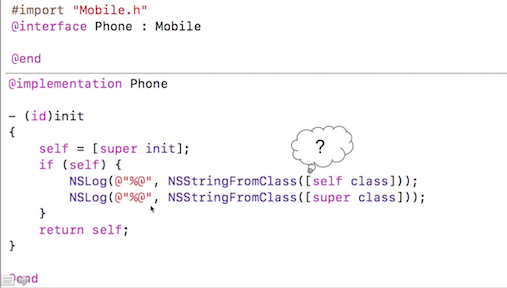 #import "Mobile.h"
@interface Phone : Mobile
@end
@implementation Phone
- (id)init
{
self = [super init];
?
if (self) {
NSLog(@"%@", NSStringFromClass([self class]));
NSLog(@"%@", NSStringFromClass([super class]));
}
return self;
}
@end